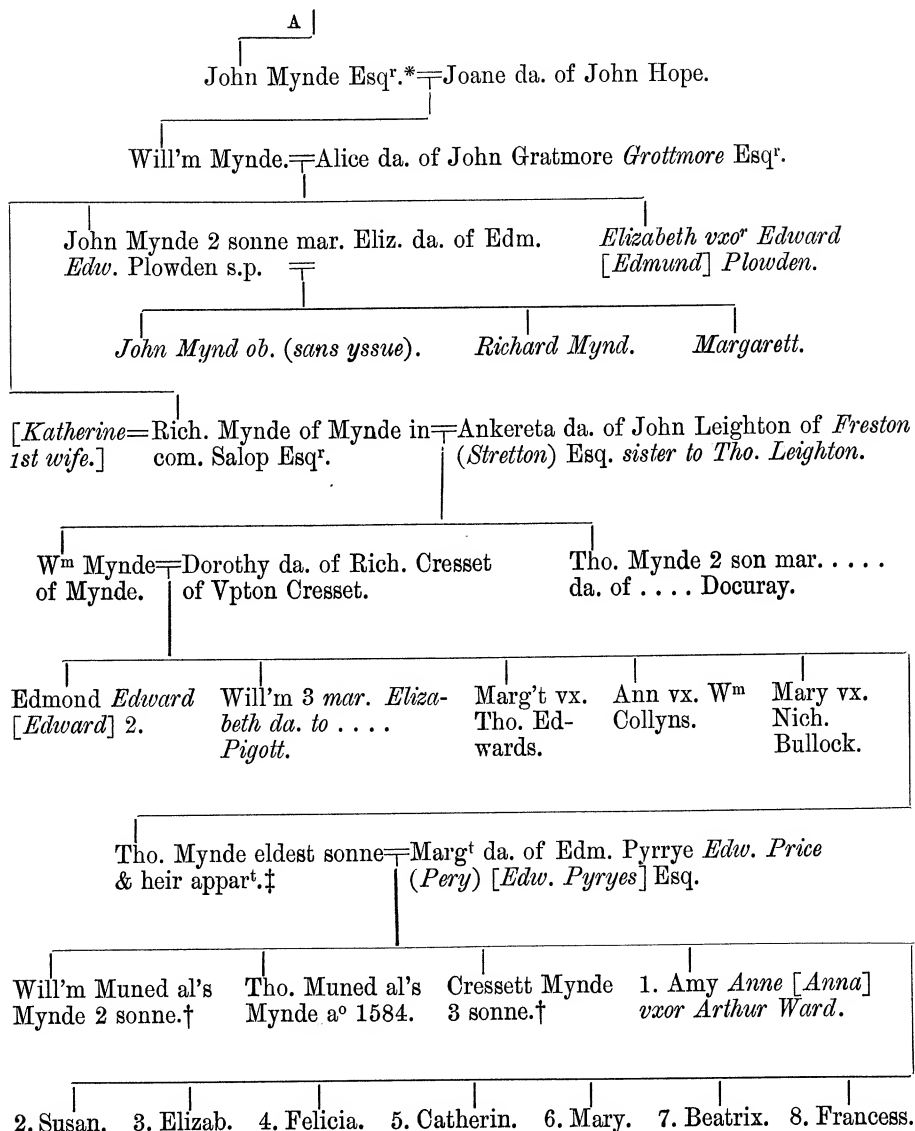 A
John Mynde Esqʳ.* Joane da. of John Hope.
Will'm Mynde. Alice da. of John Gratmore Grottmore Esqʳ.
John Mynde 2 sonne mar. Eliz. da. of Edm.
Edw. Plowden s.p.
Elizabeth vxoʳ Edward
[Edmund] Plowden.
John Mynd ob. (sans yssue). Richard Mynd. Margarett.
[Katherine=
1st wife.]
Rich. Mynde of Mynde in
com. Salop Esqʳ.
Ankereta da. of John Leighton of Freston
(Stretton) Esq. sister to Tho. Leighton.
Wᵐ Mynde
of Mynde.
Dorothy da. of Rich. Cresset
of Vpton Cresset.
Tho. Mynde 2 son mar. . . . . .
da. of . . . . Docuray.
Edmond Edward
[Edward] 2.
Will'm 3 mar. Eliza-
beth da. to . . . .
Pigott.
Marg't vx.
Tho. Ed-
wards.
Ann vx. Wᵐ
Collyns.
Mary vx.
Nich.
Bullock.
Tho. Mynde eldest sonne
& heir apparᵗ.‡
Margᵗ da. of Edm. Pyrrye Edw. Price
(Pery) [Edw. Pyryes] Esq.
Will'm Muned al's
Mynde 2 sonne.†
Tho. Muned al's
Mynde aᵒ 1584.
Cressett Mynde
3 sonne.†
1. Amy Anne [Anna]
vxor Arthur Ward.
2. Susan. 3. Elizab. 4. Felicia. 5. Catherin. 6. Mary. 7. Beatrix. 8. Francess.